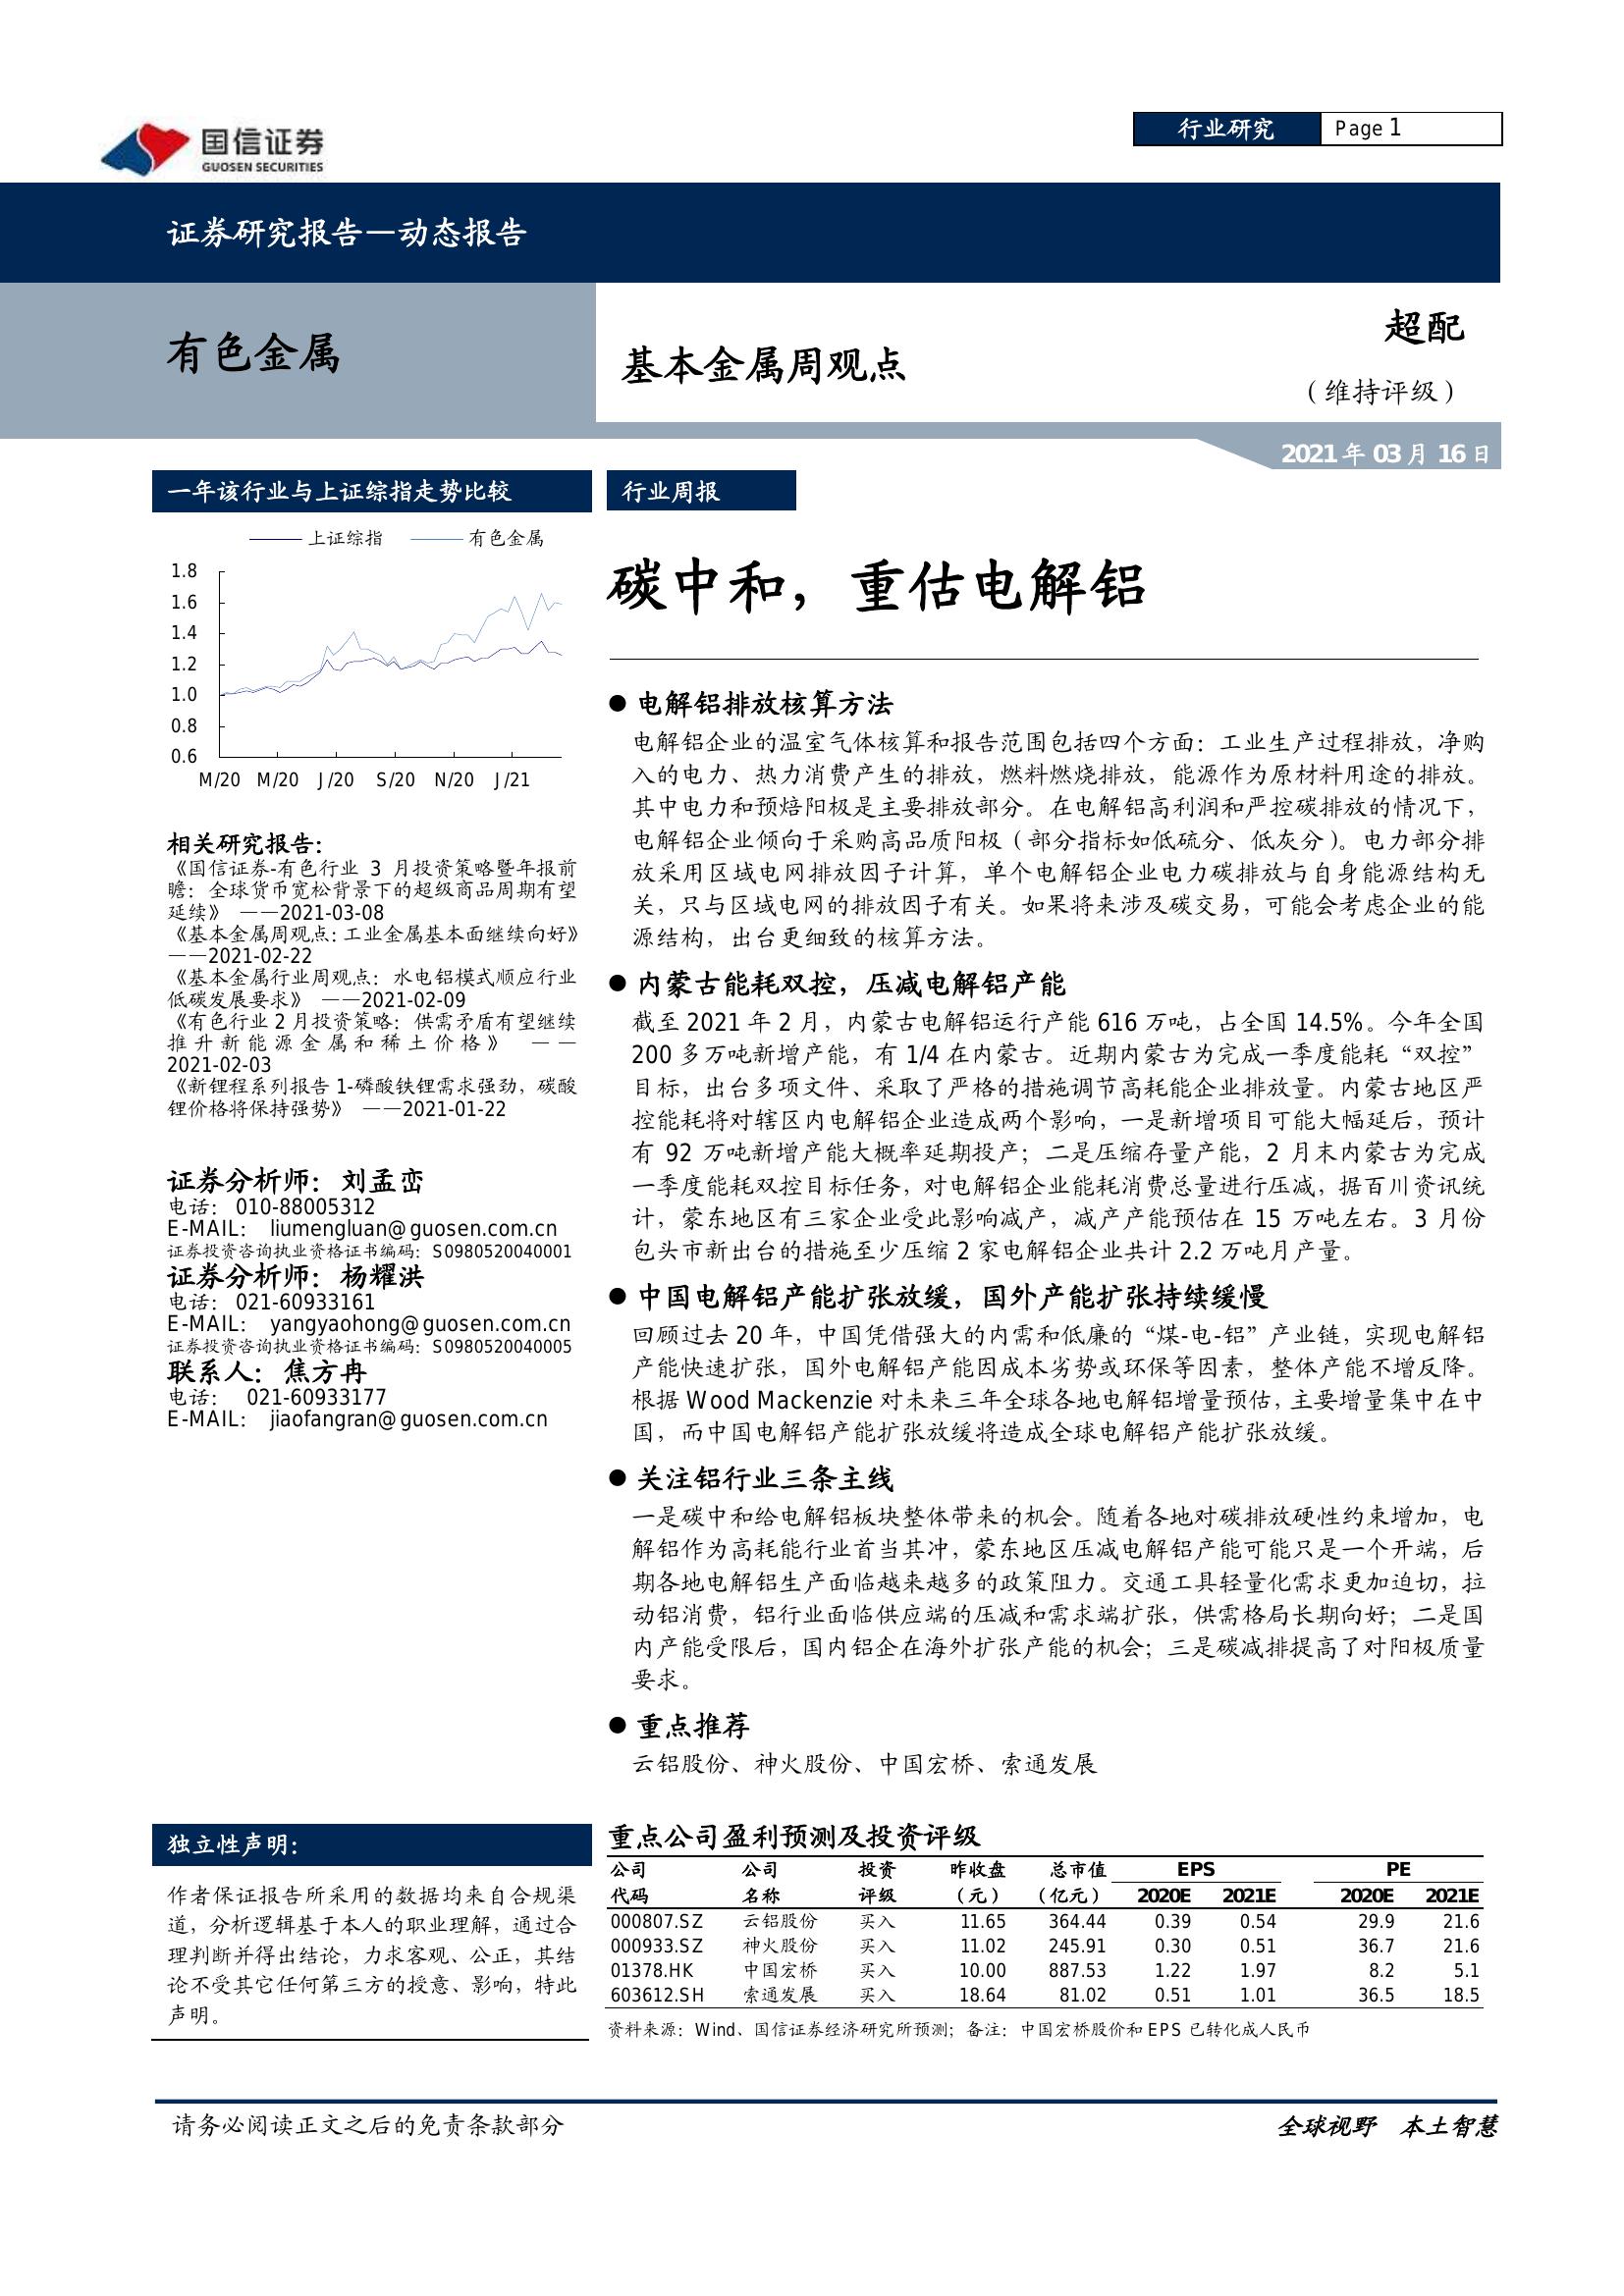 国信证券
GUOSEN SECURITIES
行业研究
Page 1
证券研究报告—动态报告
有色金属
基本金属周观点
超配
（维持评级）
2021 年 03 月 16 日
一年该行业与上证综指走势比较
上证综指 有色金属
1.8
1.6
1.4
1.2
1.0
0.8
0.6
M/20 M/20 J/20 S/20 N/20 J/21
相关研究报告：
《国信证券-有色行业 3 月投资策略暨年报前
瞻：全球货币宽松背景下的超级商品周期有望
延续》 ——2021-03-08
《基本金属周观点：工业金属基本面继续向好》
——2021-02-22
《基本金属行业周观点：水电铝模式顺应行业
低碳发展要求》 ——2021-02-09
《有色行业 2 月投资策略：供需矛盾有望继续
推升新能源金属和稀土价格》 ——
2021-02-03
《新锂程系列报告 1-磷酸铁锂需求强劲，碳酸
锂价格将保持强势》 ——2021-01-22
证券分析师：刘孟峦
电话： 010-88005312
E-MAIL： liumengluan@guosen.com.cn
证券投资咨询执业资格证书编码：S0980520040001
证券分析师：杨耀洪
电话： 021-60933161
E-MAIL： yangyaohong@guosen.com.cn
证券投资咨询执业资格证书编码：S0980520040005
联系人：焦方冉
电话： 021-60933177
E-MAIL： jiaofangran@guosen.com.cn
独立性声明：
作者保证报告所采用的数据均来自合规渠
道，分析逻辑基于本人的职业理解，通过合
理判断并得出结论，力求客观、公正，其结
论不受其它任何第三方的授意、影响，特此
声明。
行业周报
碳中和，重估电解铝
● 电解铝排放核算方法
电解铝企业的温室气体核算和报告范围包括四个方面：工业生产过程排放，净购
入的电力、热力消费产生的排放，燃料燃烧排放，能源作为原材料用途的排放。
其中电力和预焙阳极是主要排放部分。在电解铝高利润和严控碳排放的情况下，
电解铝企业倾向于采购高品质阳极（部分指标如低硫分、低灰分）。电力部分排
放采用区域电网排放因子计算，单个电解铝企业电力碳排放与自身能源结构无
关，只与区域电网的排放因子有关。如果将来涉及碳交易，可能会考虑企业的能
源结构，出台更细致的核算方法。
● 内蒙古能耗双控，压减电解铝产能
截至 2021 年 2 月，内蒙古电解铝运行产能 616 万吨，占全国 14.5%。今年全国
200 多万吨新增产能，有 1/4 在内蒙古。近期内蒙古为完成一季度能耗“双控”
目标，出台多项文件、采取了严格的措施调节高耗能企业排放量。内蒙古地区严
控能耗将对辖区内电解铝企业造成两个影响，一是新增项目可能大幅延后，预计
有 92 万吨新增产能大概率延期投产；二是压缩存量产能，2 月末内蒙古为完成
一季度能耗双控目标任务，对电解铝企业能耗消费总量进行压减，据百川资讯统
计，蒙东地区有三家企业受此影响减产，减产产能预估在 15 万吨左右。3 月份
包头市新出台的措施至少压缩 2 家电解铝企业共计 2.2 万吨月产量。
● 中国电解铝产能扩张放缓，国外产能扩张持续缓慢
回顾过去 20 年，中国凭借强大的内需和低廉的“煤-电-铝”产业链，实现电解铝
产能快速扩张，国外电解铝产能因成本劣势或环保等因素，整体产能不增反降。
根据 Wood Mackenzie 对未来三年全球各地电解铝增量预估，主要增量集中在中
国，而中国电解铝产能扩张放缓将造成全球电解铝产能扩张放缓。
● 关注铝行业三条主线
一是碳中和给电解铝板块整体带来的机会。随着各地对碳排放硬性约束增加，电
解铝作为高耗能行业首当其冲，蒙东地区压减电解铝产能可能只是一个开端，后
期各地电解铝生产面临越来越多的政策阻力。交通工具轻量化需求更加迫切，拉
动铝消费，铝行业面临供应端的压减和需求端扩张，供需格局长期向好；二是国
内产能受限后，国内铝企在海外扩张产能的机会；三是碳减排提高了对阳极质量
要求。
● 重点推荐
云铝股份、神火股份、中国宏桥、索通发展
重点公司盈利预测及投资评级
公司 公司 投资 昨收盘 总市值 EPS PE
代码 名称 评级 （元） （亿元） 2020E 2021E 2020E 2021E
000807.SZ 云铝股份 买入 11.65 364.44 0.39 0.54 29.9 21.6
000933.SZ 神火股份 买入 11.02 245.91 0.30 0.51 36.7 21.6
01378.HK 中国宏桥 买入 10.00 887.53 1.22 1.97 8.2 5.1
603612.SH 索通发展 买入 18.64 81.02 0.51 1.01 36.5 18.5
资料来源：Wind、国信证券经济研究所预测；备注：中国宏桥股价和 EPS 已转化成人民币
请务必阅读正文之后的免责条款部分
全球视野 本土智慧